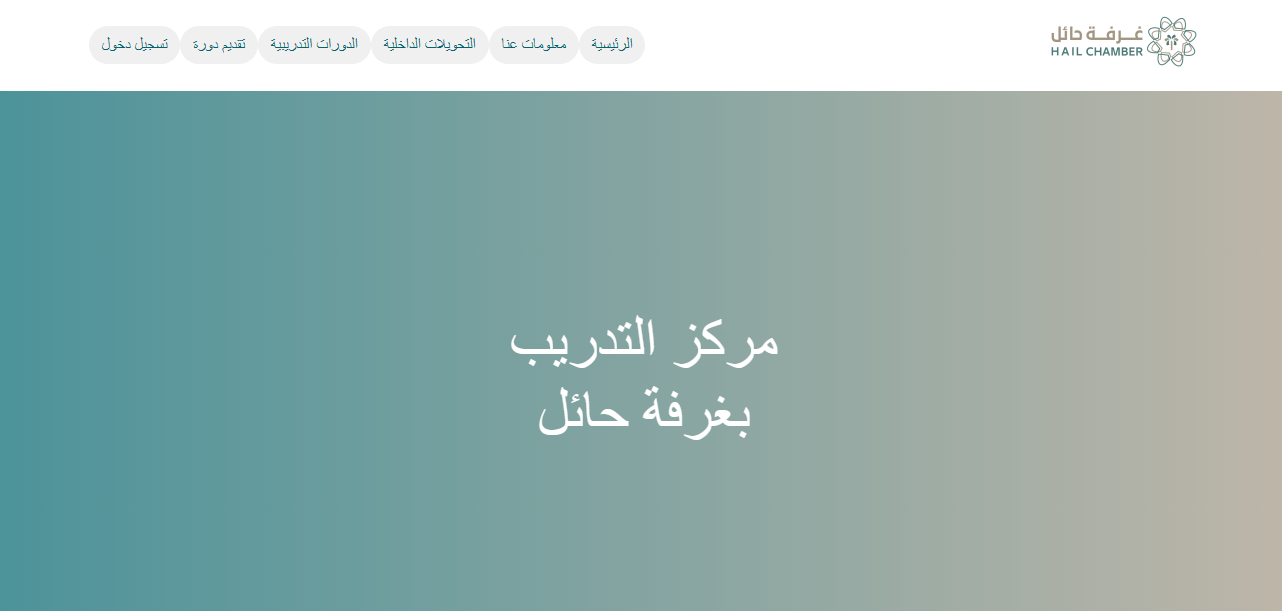 غـرفـة حائل
HAIL CHAMBER
الرئيسية
معلومات عنا
التحويلات الداخلية
الدورات التدريبية
تقديم دورة
تسجيل دخول
مركز التدريب
بغرفة حائل